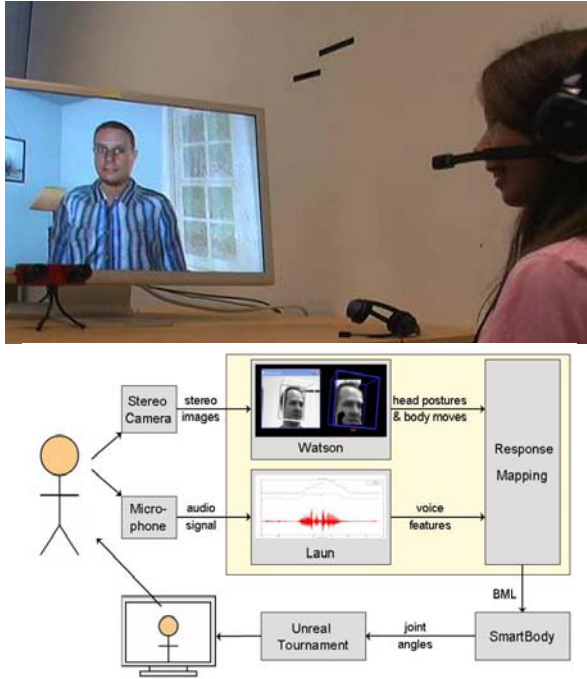 Stereo
Camera
stereo
images
Watson
head postures
& body moves
Response
Mapping
Micro-
phone
audio
signal
Laun
voice
features
BML
Unreal
Tournament
joint
angles
SmartBody